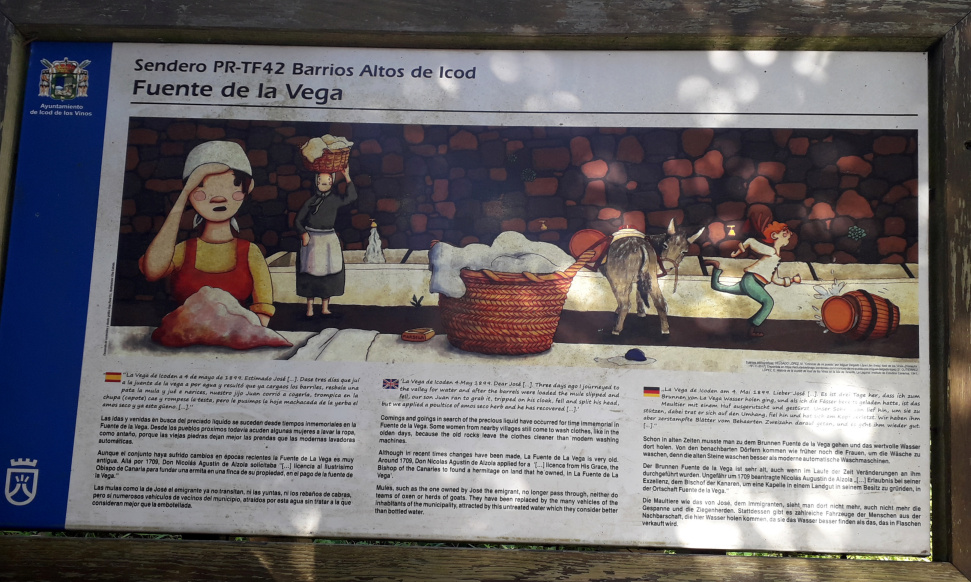 Ayuntamiento
de Icod de los Vinos
Sendero PR-TF42 Barrios Altos de Icod
Fuente de la Vega
"La Vega de Icoden a 4 de mayo de 1899. Estimado José [...]. Dosa tres días que juí
a la juente de la vega a por agua y resultó que ya cargaos los barriles, resbela una
pata la mula y jué a narices, nuestro jijo Juan corrió a cogerla, trompica en la
chupa (capote) cae y rompese la testa, pero le pusimos la hoja machacada de la yerba el
amos seco y ya está güeno; [...]."
Las idas y venidas en busca del preciado líquido se suceden desde tiempos inmemoriales en la
Fuente de la Vega. Desde los pueblos próximos todavía acuden algunas mujeres a lavar la ropa,
como antaño, porque las viejas piedras dejan mejor las prendas que las modernas lavadoras
automáticas.
Aunque el conjunto haya sufrido cambios en épocas recientes la Fuente de La Vega es muy
antigua. Allá por 1709, Don Nicolás Agustín de Alzola solicitaba "[...] licencia al Ilustrísimo
Obispo de Canaria para fundar una ermita en una finca de su propiedad, en el pago de la fuente de
la Vega".
Las mulas como la de José el emigrante ya no transitan, ni las yuntas, ni los rebaños de cabras,
pero sí numerosos vehículos de vecinos del municipio, atraídos por esta agua sin tratar a la que
consideran mejor que la embotellada.
'La Vega de Icoden 4 May 1899. Dear José [...]. Three days ago I journeyed to
the valley for water and after the barrels were loaded the mule slipped and
fell, our son Juan ran to grab it, tripped on his cloak, fell and split his head,
but we applied a poultice of amos seco herb and he has recovered [...].'
Comings and goings in search of the precious liquid have occurred for time immemorial in
the Fuente de La Vega. Some women from nearby villages still come to wash clothes, like in the
olden days, because the old rocks leave the clothes cleaner than modern washing
machines.
Although in recent times changes have been made, La Fuente de La Vega is very old.
Around 1709, Don Nicolás Agustín de Alzola applied for a "[...] licence from His Grace, the
Bishop of the Canaries to found a hermitage on land that he owned, in La Fuente de La
Vega".
Mules, such as the one owned by Jose the emigrant, no longer pass through, neither do
teams of oxen or herds of goats. They have been replaced by the many vehicles of the
inhabitants of the municipality, attracted by this untreated water which they consider better
than bottled water.
„La Vega de Icoden am 4. Mai 1899. Lieber José [...]. Es ist drei Tage her, dass ich zum
Brunnen von La Vega Wasser holen ging, und als ich die Fässer schon geladen hatte, ist das
Maultier mit einem Huf ausgerutscht und gestürzt. Unser Sohn Juan lief hin, um sie zu
stützen, dabei trat er sich auf den Umhang, fiel hin und hat sich den Kopf verletzt. Wir haben ihm
zerstampfte Blätter vom Behaarten Zweizahn darauf getan, und es geht ihm wieder gut.
[...]."
Schon in alten Zeiten musste man zu dem Brunnen Fuente de La Vega gehen und das wertvolle Wasser
holen. Von den benachbarten Dörfern kommen wie früher noch die Frauen, um die Wäsche zu
waschen, denn die alten Steine waschen besser als moderne automatische Waschmaschinen.
Der Brunnen Fuente de la Vega ist sehr alt, auch wenn im Laufe der Zeit Veränderungen an ihm
durchgeführt wurden. Ungefähr um 1709 beantragte Nicolás Agustín de Alzola „[...] Erlaubnis bei seiner
Exzellenz, dem Bischof der Kanaren, um eine Kapelle in einem Landgut in seinem Besitz zu gründen, in
der Ortschaft Fuente de la Vega."
Die Maultiere wie das von José, dem Immigranten, sieht man dort nicht mehr, auch nicht mehr die
Gespanne und die Ziegenherden. Stattdessen gibt es zahlreiche Fahrzeuge der Menschen aus der
Nachbarschaft, die hier Wasser holen kommen, da sie das Wasser besser finden als das, das in Flaschen
verkauft wird.